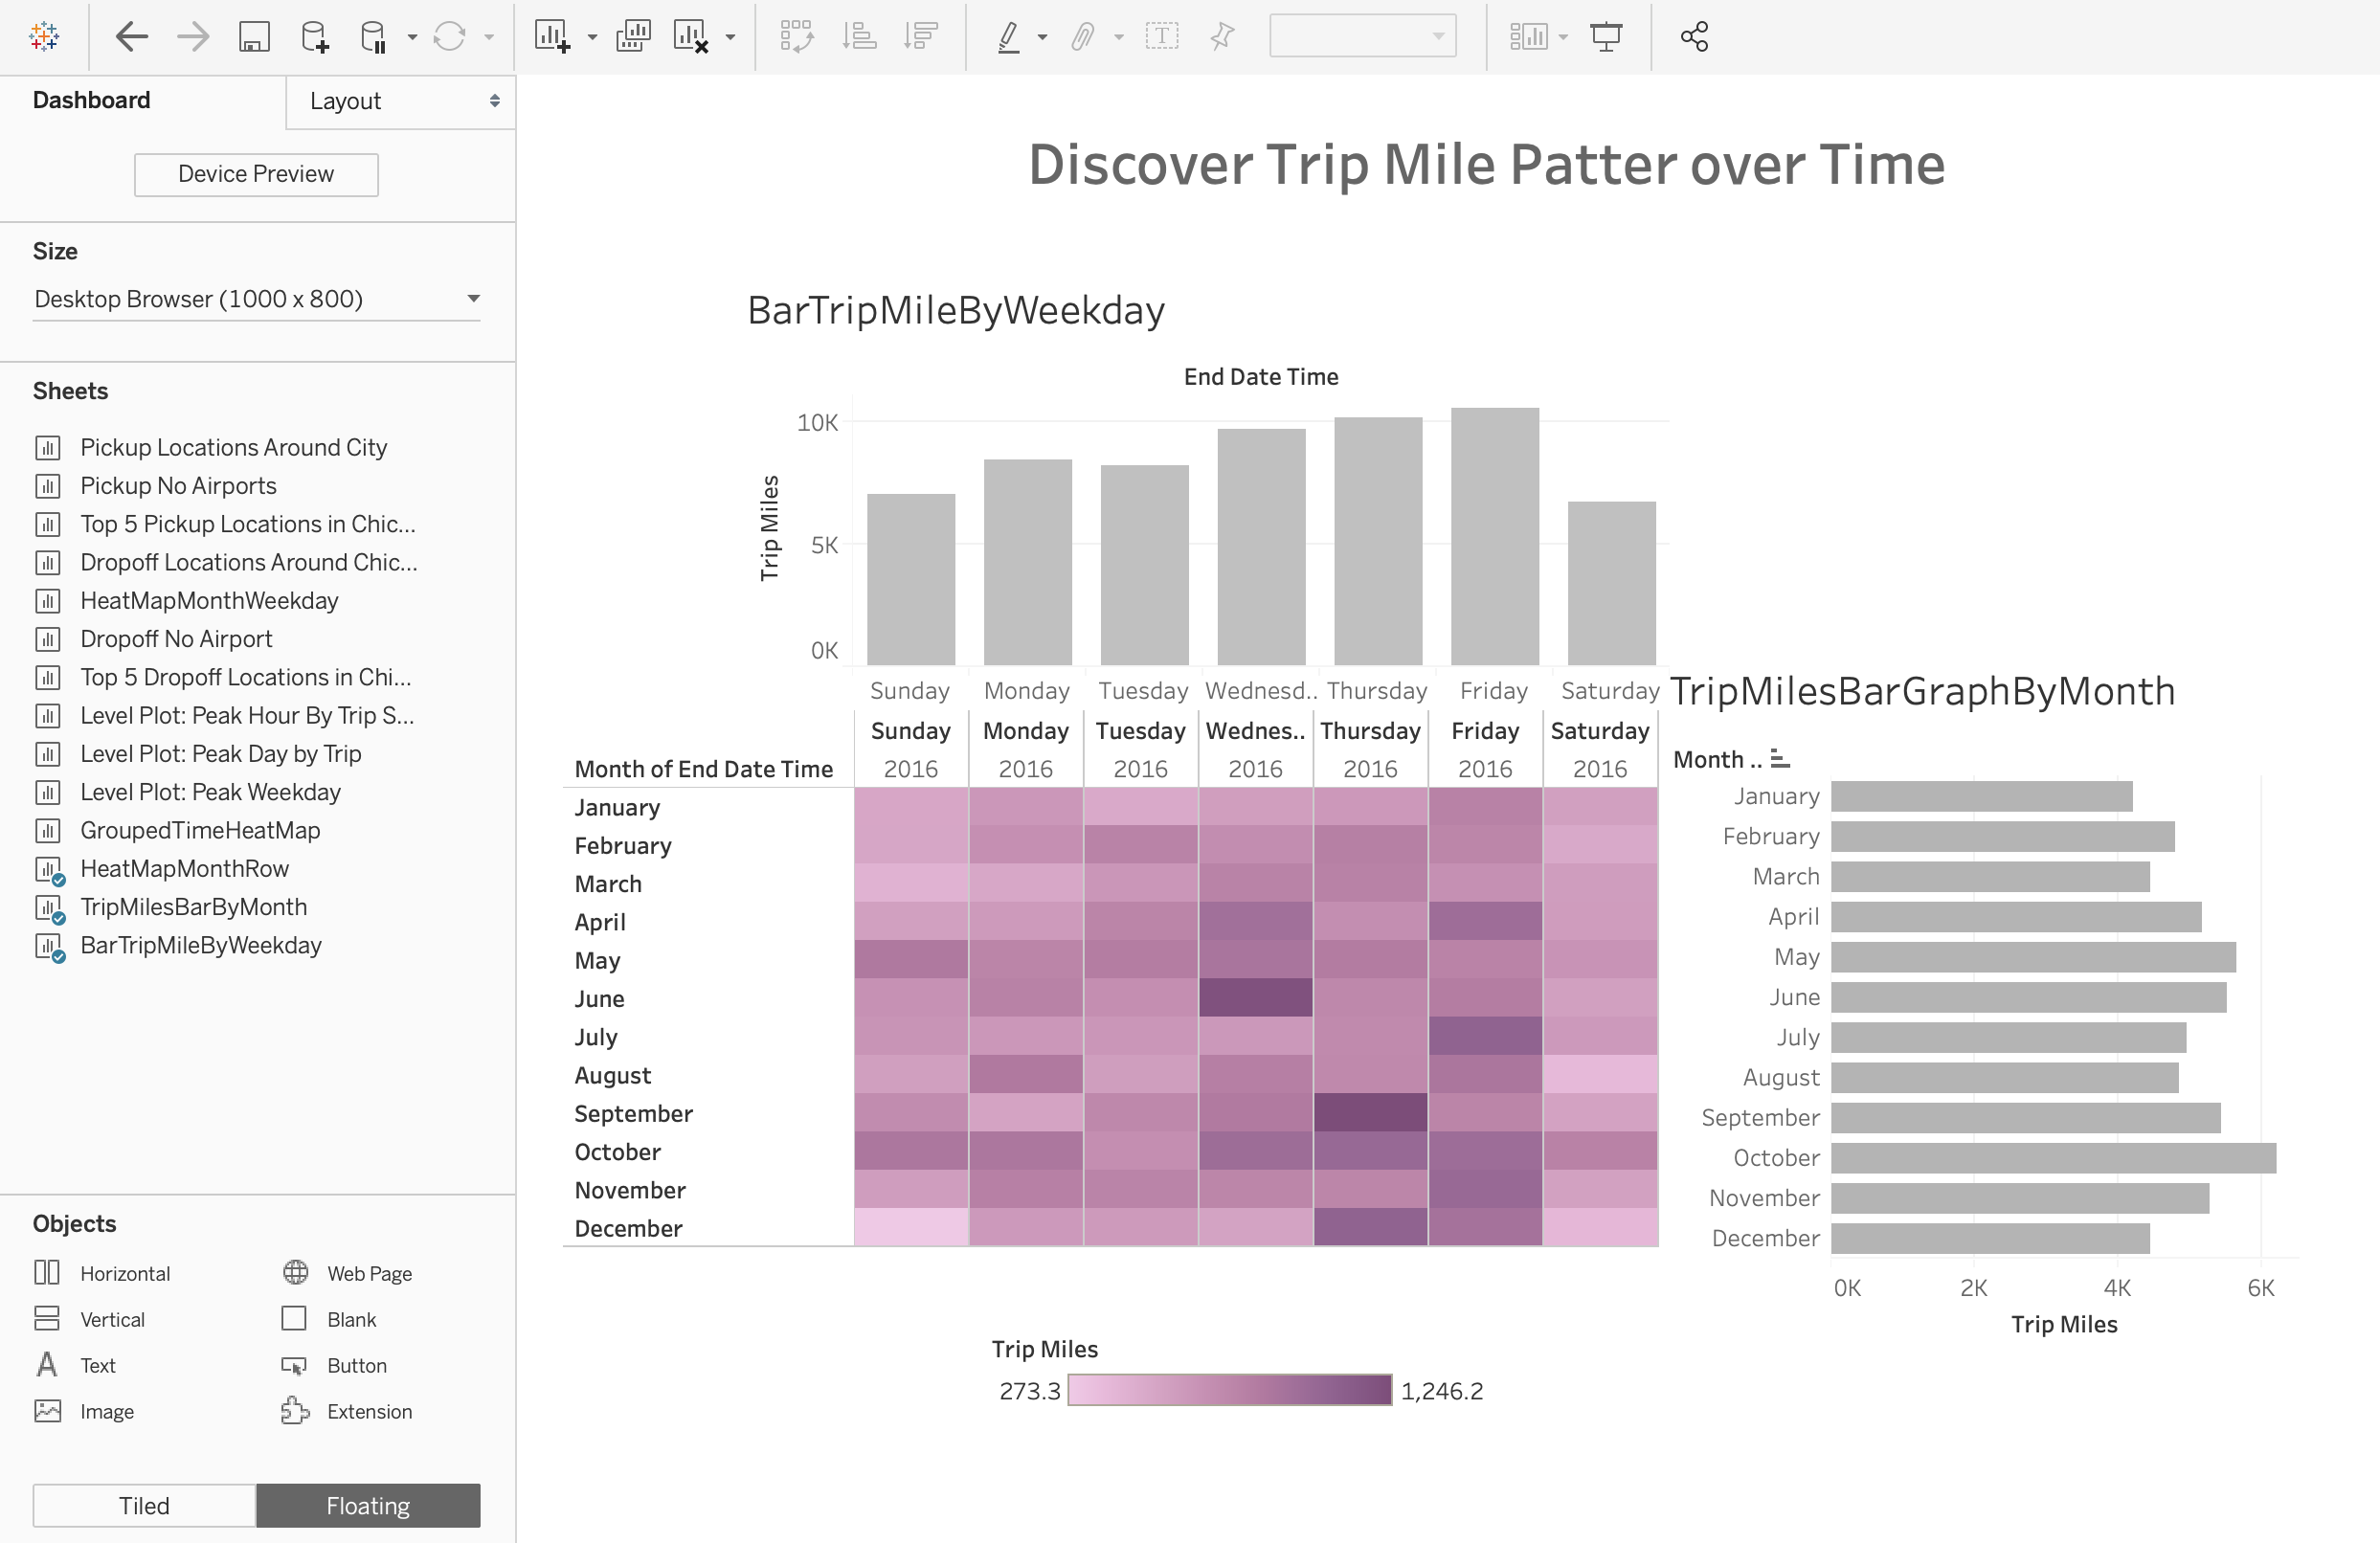 Dashboard
Layout
Device Preview
Size
Desktop Browser (1000 x 800)
Sheets
Pickup Locations Around City
Pickup No Airports
Top 5 Pickup Locations in Chic...
Dropoff Locations Around Chic...
HeatMapMonthWeekday
Dropoff No Airport
Top 5 Dropoff Locations in Chi...
Level Plot: Peak Hour By Trip S...
Level Plot: Peak Day by Trip
Level Plot: Peak Weekday
GroupedTimeHeatMap
HeatMapMonthRow
TripMilesBarByMonth
BarTripMileByWeekday
Objects
Horizontal Web Page
Vertical Blank
Text Button
Image Extension
Tiled Floating
T
Discover Trip Mile Patter over Time
BarTripMileByWeekday
End Date Time
Trip Miles
10K
5K
0K
Sunday Monday Tuesday Wednesd.. Thursday Friday Saturday
Sunday Monday Tuesday Wednes.. Thursday Friday Saturday
Month of End Date Time 2016 2016 2016 2016 2016 2016 2016
January
February
March
April
May
June
July
August
September
October
November
December
Trip Miles
273.3 1,246.2
TripMilesBarGraphByMonth
Month ..
January
February
March
April
May
June
July
August
September
October
November
December
0K 2K 4K 6K
Trip Miles